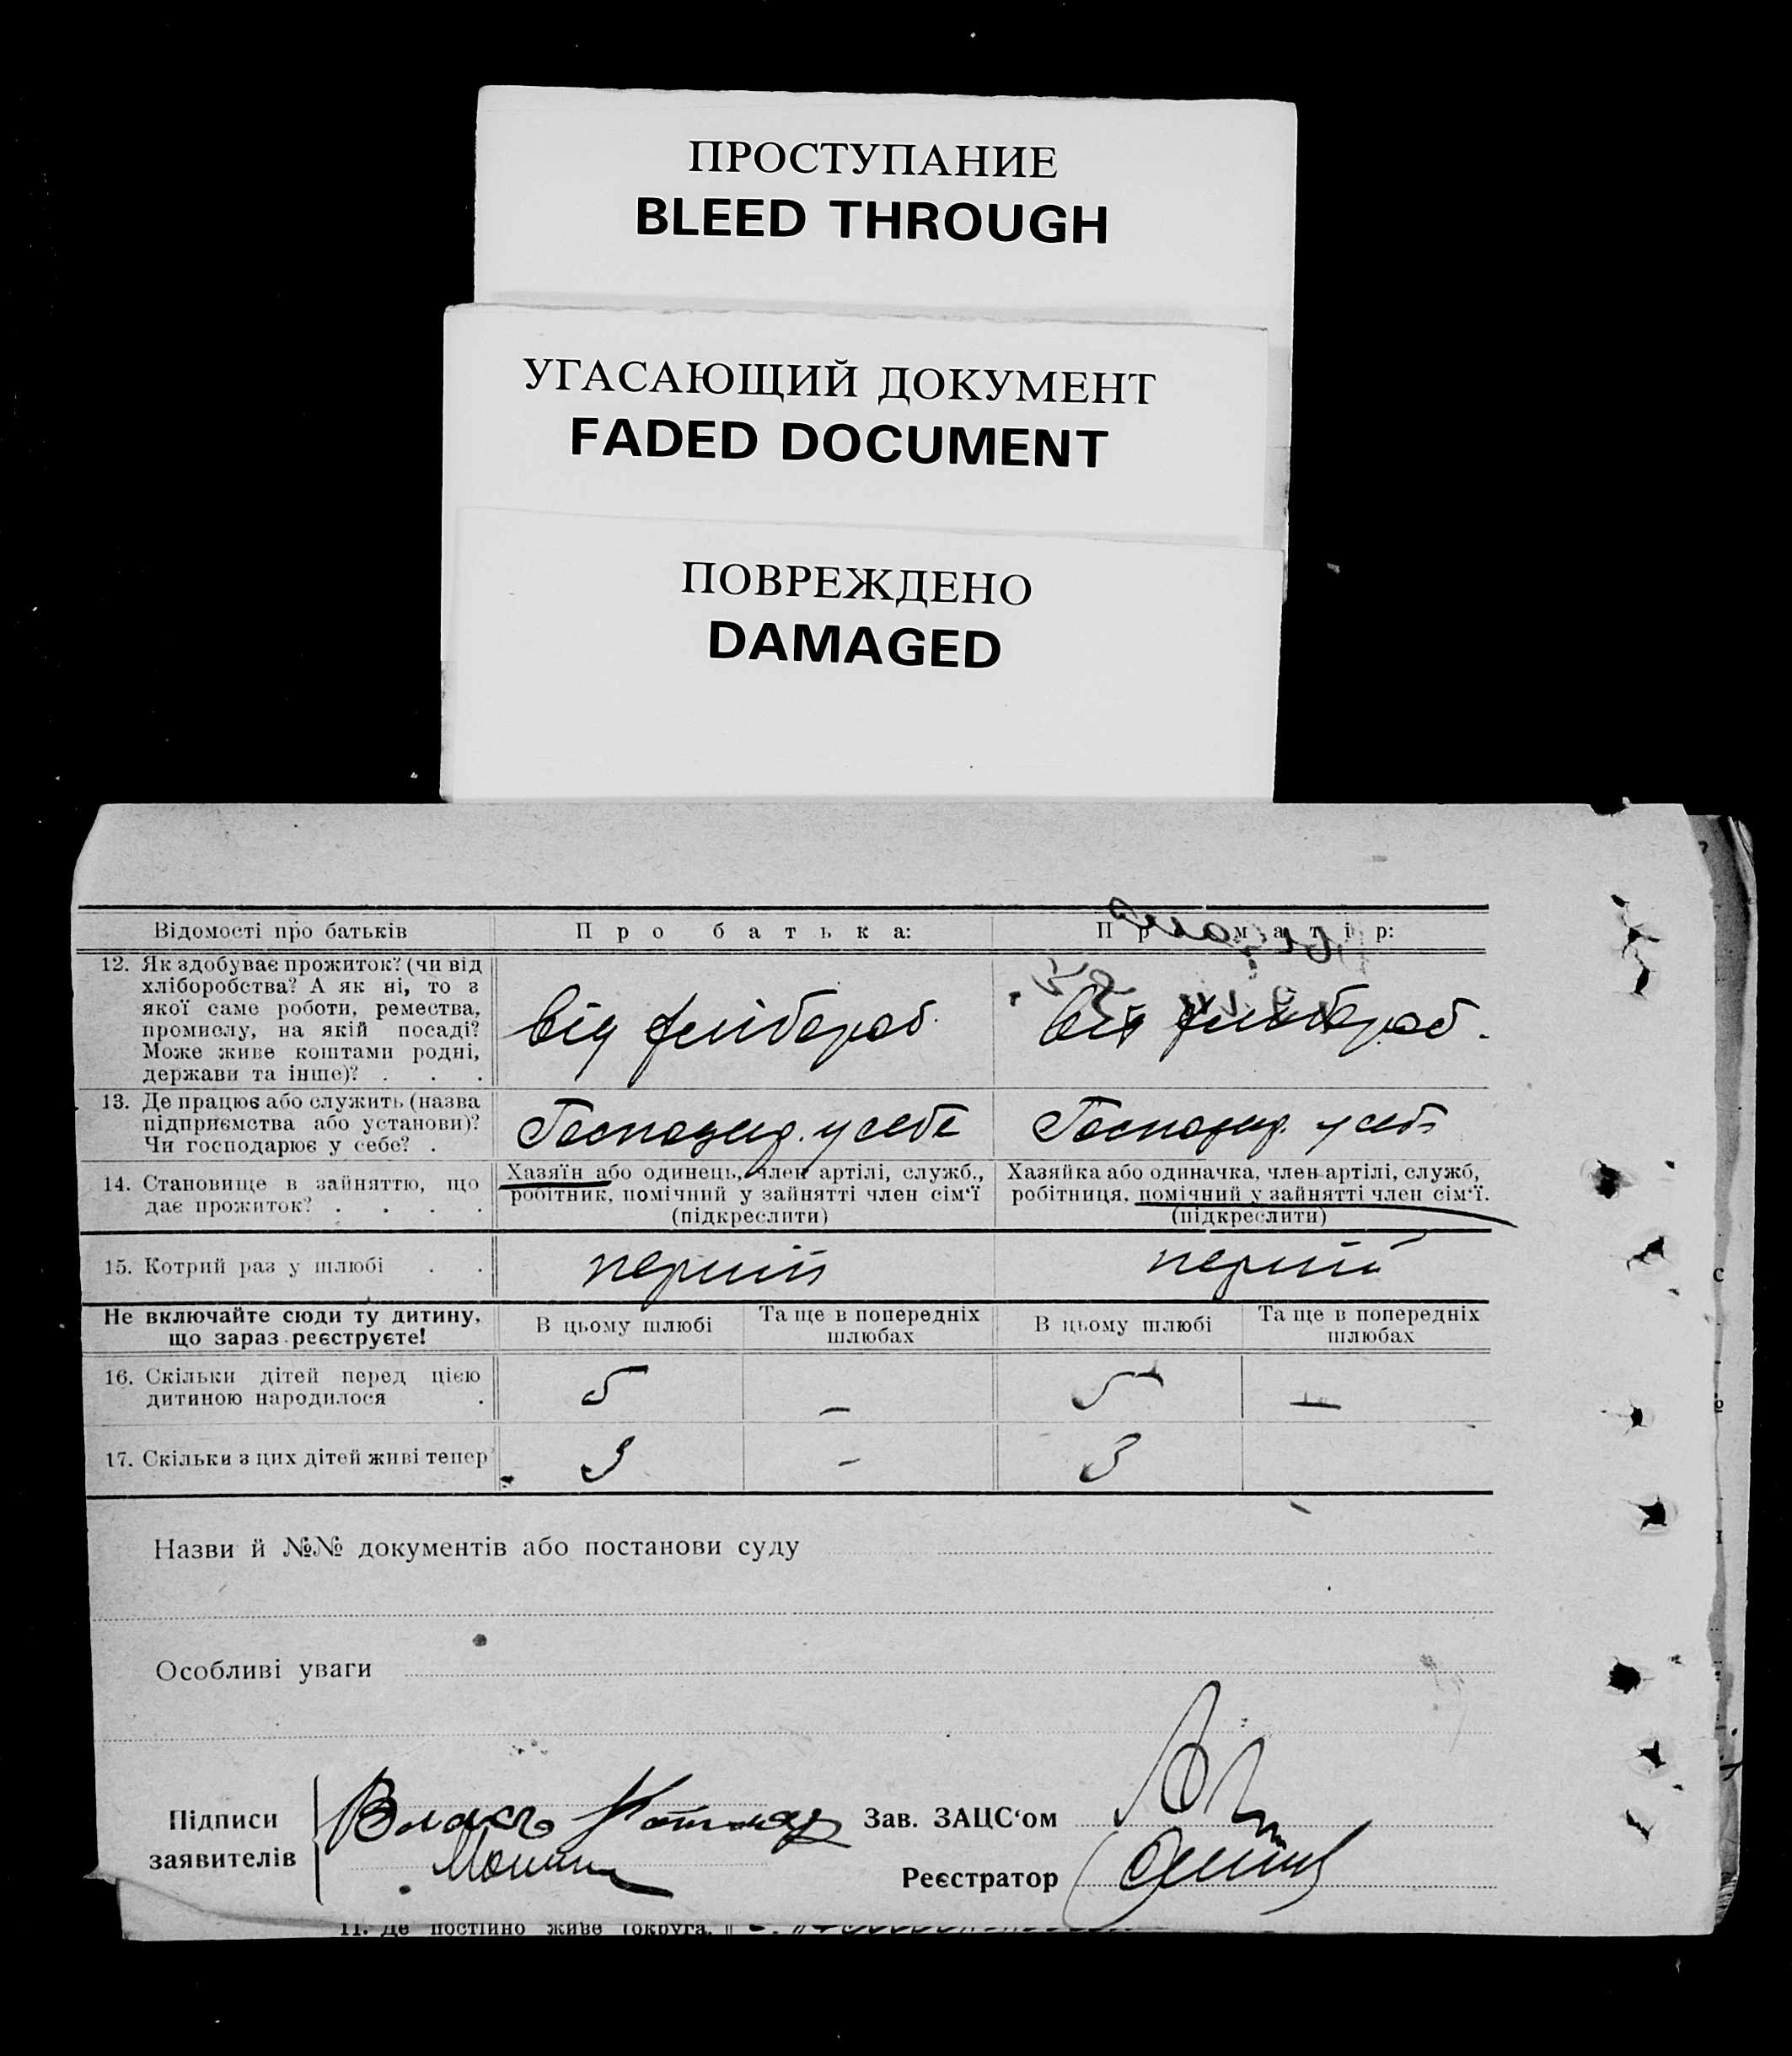 ПРОСТУПАНИЕ
BLEED THROUGH
УГАСАЮЩИЙ ДОКУМЕНТ
FADED DOCUMENT
ПОВРЕЖДЕНО
DAMAGED
Відомості про батьків
Про батька:
Про матір:
12. Як здобуває прожиток? (чи від
хліборобства? А як ні, то з
якої саме роботи, ремества,
промислу, на якій посаді?
Може живе коштами родні,
держави та інше)? . . .
від хлібороб.
від хлібороб.
13. Де працює або служить (назва
підприємства або установи)?
Чи господарює у себе? .
Господар. у себе
Господар. у себе
14. Становище в зайняттю, що
дає прожиток? . . . .
Хазяїн або одинець, член артілі, служб.,
робітник, помічний у зайнятті член сім'ї
(підкреслити)
Хазяйка або одиначка, член артілі, служб,
робітниця, помічний у зайнятті член сім'ї.
(підкреслити)
15. Котрий раз у шлюбі . .
перший
перший
Не включайте сюди ту дитину,
що зараз реєструєте!
В цьому шлюбі
Та ще в попередніх
шлюбах
В цьому шлюбі
Та ще в попередніх
шлюбах
16. Скільки дітей перед цією
дитиною народилося .
5
—
5
—
17. Скільки з цих дітей живі тепер
3
—
3
Назви й №№ документів або постанови суду
Особливі уваги
Підписи
заявителів
Власъ
Зав. ЗАЦС'ом
Реєстратор
11. Де постійно живе (округа,